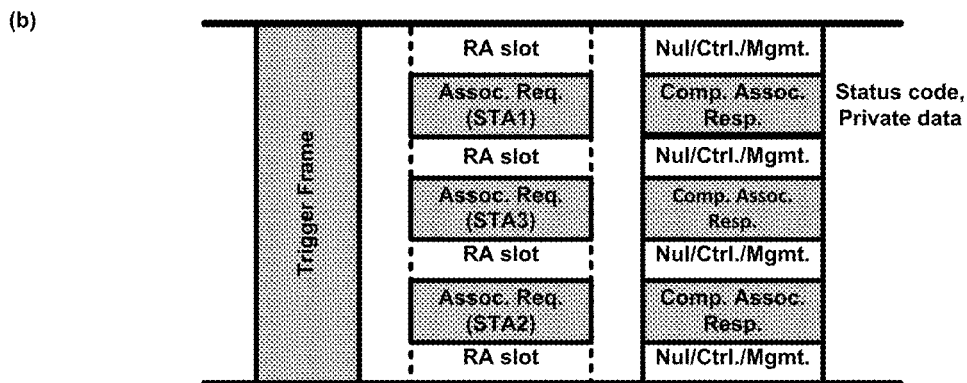 (b)
Trigger Frame
RA slot
Assoc. Req.
(STA1)
RA slot
Assoc. Req.
(STA3)
RA slot
Assoc. Req.
(STA2)
RA slot
Nul/Ctrl./Mgmt.
Comp. Assoc.
Resp.
Nul/Ctrl./Mgmt.
Comp. Assoc.
Resp.
Nul/Ctrl./Mgmt.
Comp. Assoc.
Resp.
Nul/Ctrl./Mgmt.
Status code,
Private data